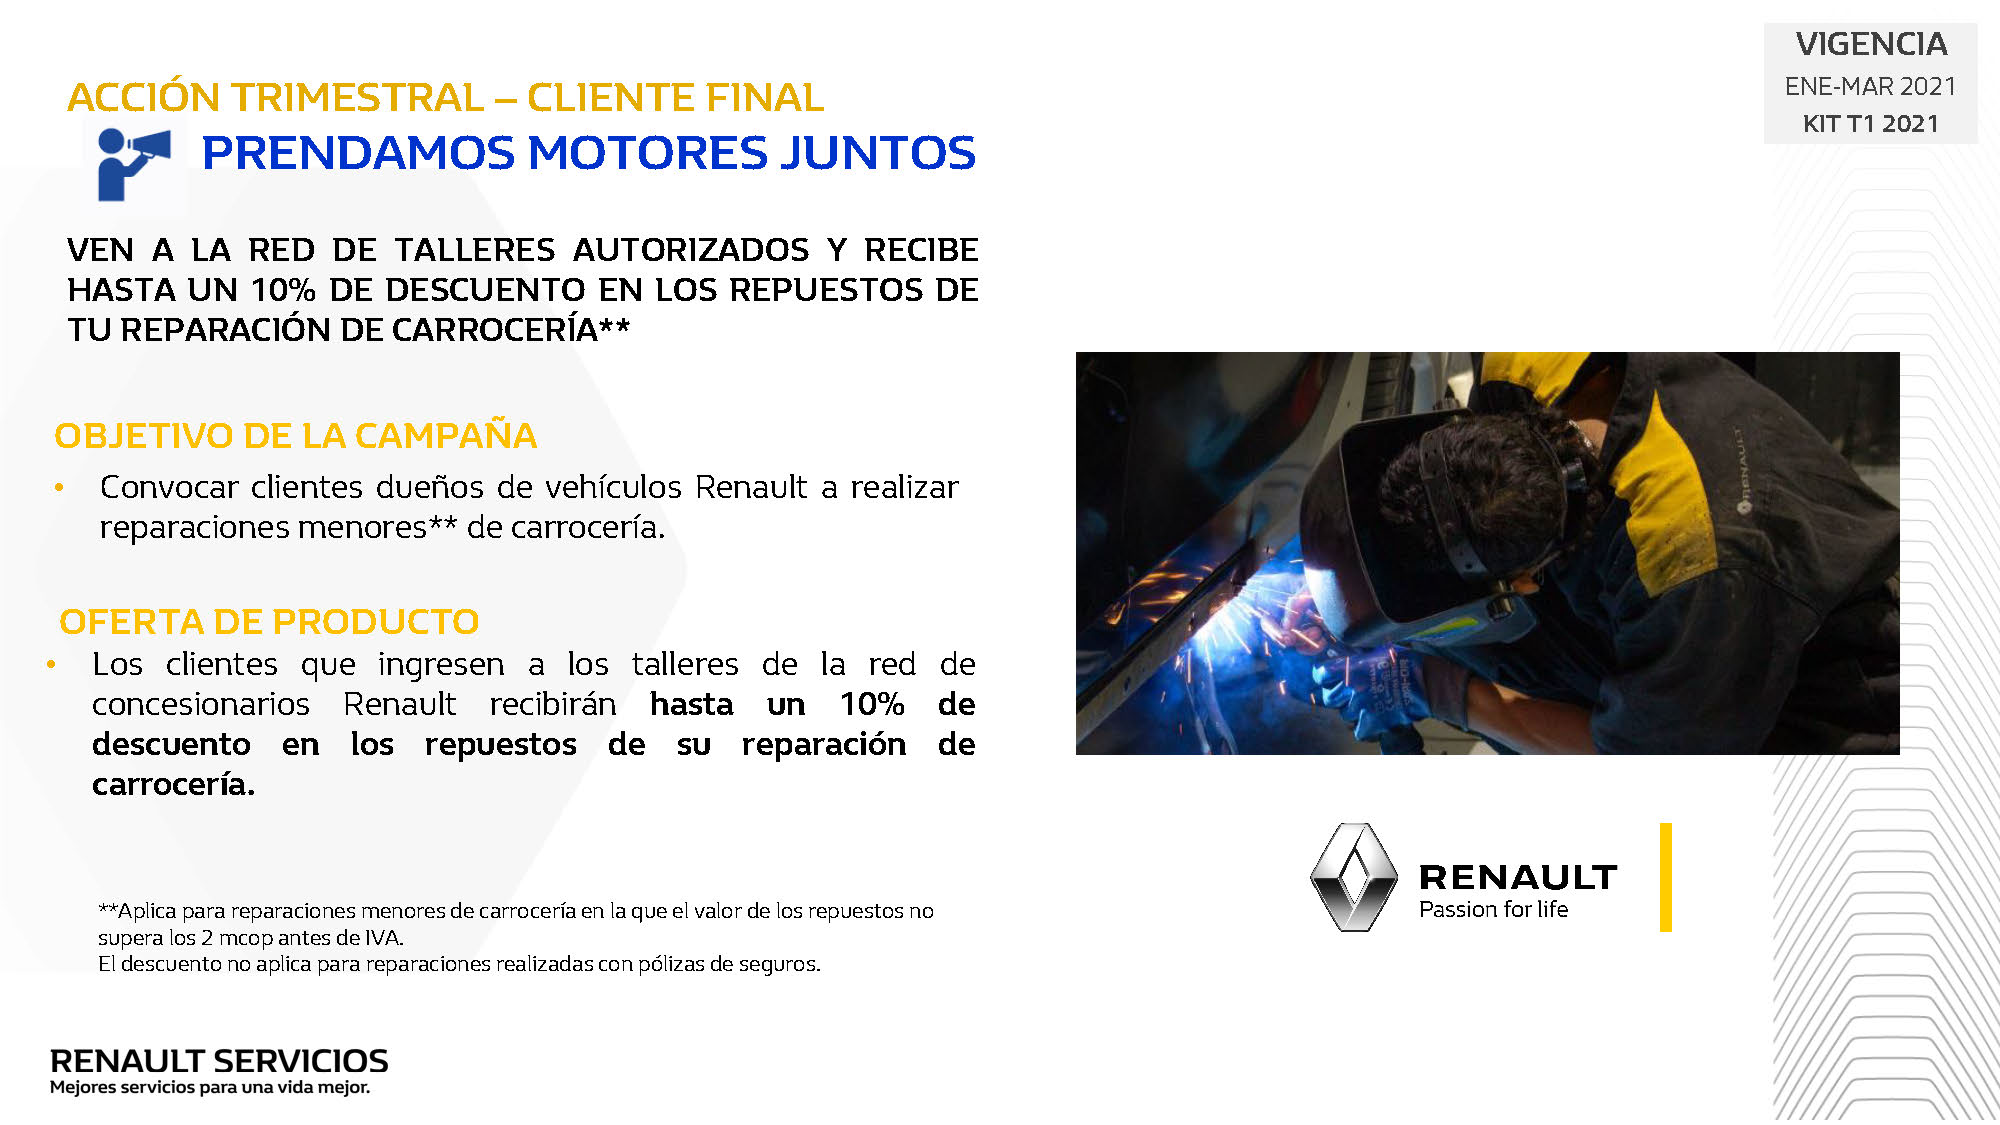 VIGENCIA
ENE-MAR 2021
KIT T1 2021
ACCIÓN TRIMESTRAL – CLIENTE FINAL
PRENDAMOS MOTORES JUNTOS
VEN A LA RED DE TALLERES AUTORIZADOS Y RECIBE
HASTA UN 10% DE DESCUENTO EN LOS REPUESTOS DE
TU REPARACIÓN DE CARROCERÍA**
OBJETIVO DE LA CAMPAÑA
• Convocar clientes dueños de vehículos Renault a realizar
reparaciones menores** de carrocería.
OFERTA DE PRODUCTO
• Los clientes que ingresen a los talleres de la red de
concesionarios Renault recibirán hasta un 10% de
descuento en los repuestos de su reparación de
carrocería.
**Aplica para reparaciones menores de carrocería en la que el valor de los repuestos no
supera los 2 mcop antes de IVA.
El descuento no aplica para reparaciones realizadas con pólizas de seguros.
RENAULT
RENAULT
Passion for life
RENAULT SERVICIOS
Mejores servicios para una vida mejor.